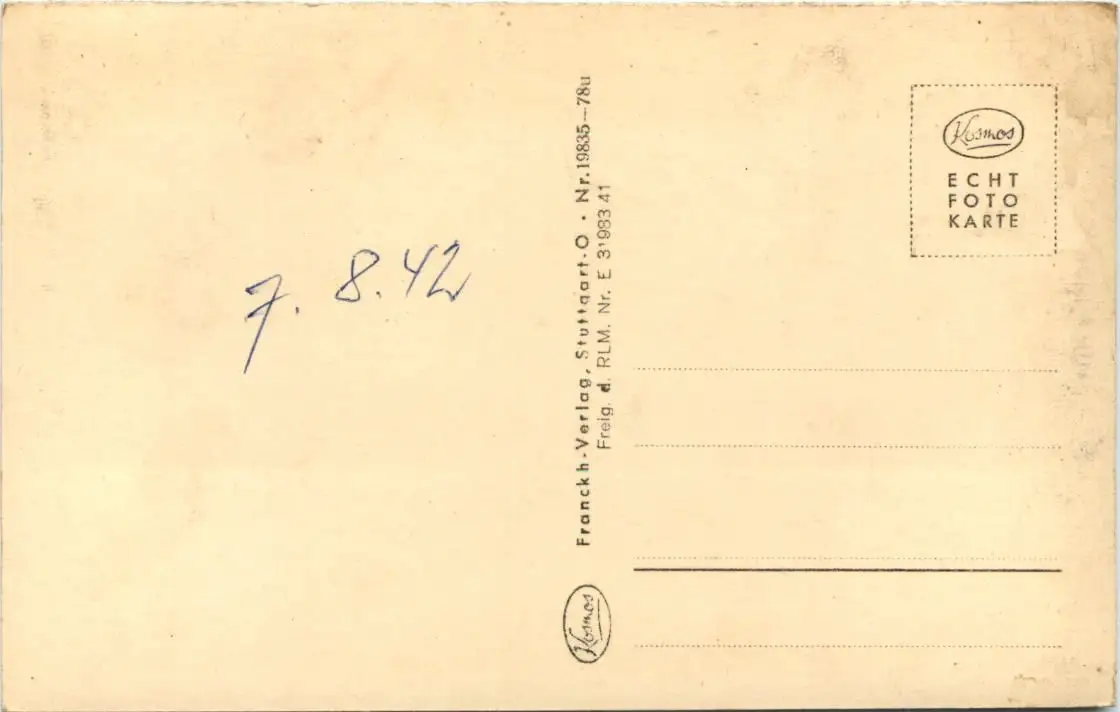 7. 8. 42
Franckh-Verlag, Stuttgart-O · Nr. 19835—78u
Freig. d. RLM. Nr. E 31983 41
Kosmos
Kosmos
ECHT
FOTO
KARTE